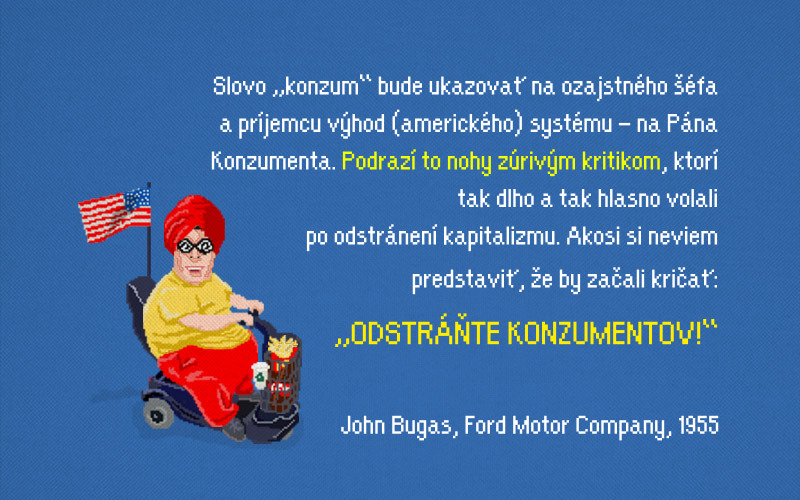 Slovo „konzum“ bude ukazovať na ozajstného šéfa
a príjemcu výhod (amerického) systému – na Pána
Konzumenta. Podrazí to nohy zúrivým kritikom, ktorí
tak dlho a tak hlasno volali
po odstránení kapitalizmu. Akosi si neviem
predstaviť, že by začali kričať:
„ODSTRÁŇTE KONZUMENTOV!“
John Bugas, Ford Motor Company, 1955